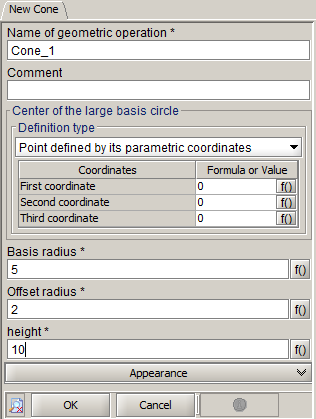 New Cone
Name of geometric operation *
Cone_1
Comment
Center of the large basis circle
Definition type
Point defined by its parametric coordinates
Coordinates Formula or Value
First coordinate 0 f()
Second coordinate 0 f()
Third coordinate 0 f()
Basis radius *
5 f()
Offset radius *
2 f()
height *
10 f()
Appearance
OK Cancel